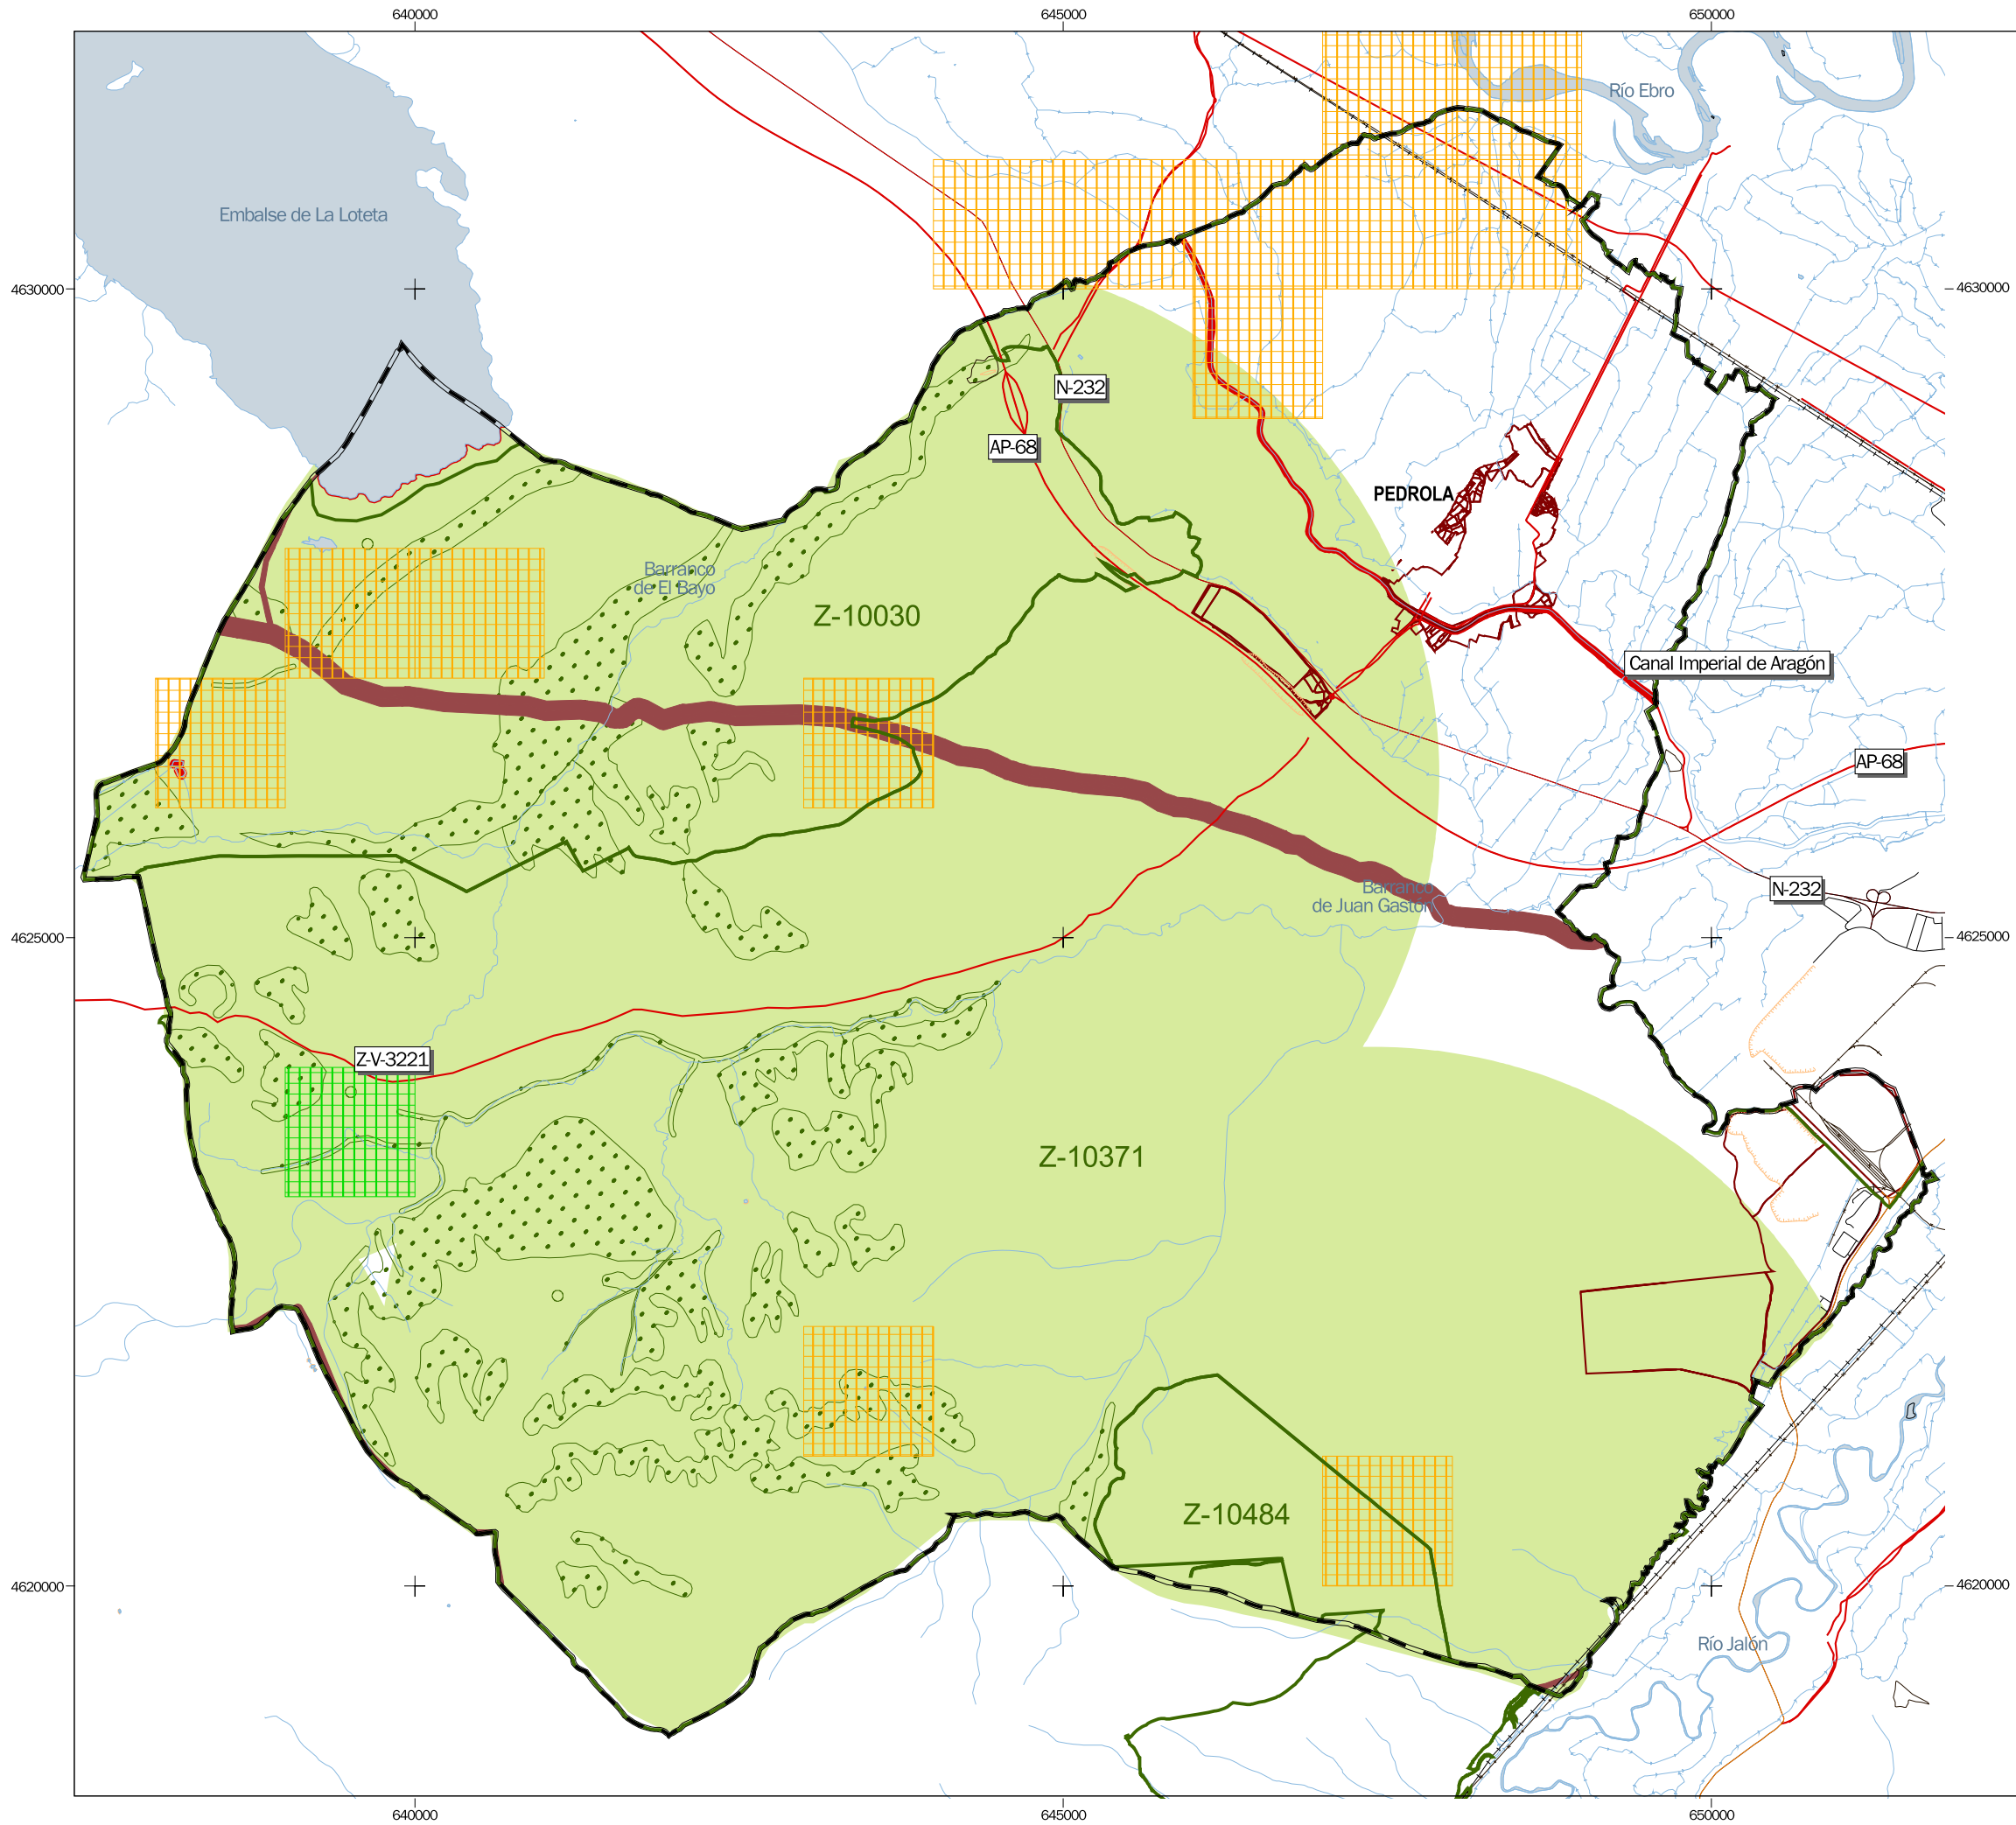 640000
645000
650000
Río Ebro
Embalse de La Loteta
4630000
4630000
N-232
AP-68
PEDROLA
Barranco
de El Bayo
Z-10030
Canal Imperial de Aragón
AP-68
Barranco
de Juan Gastón
N-232
4625000
4625000
Z-V-3221
Z-10371
Z-10484
4620000
4620000
Río Jalón
640000
645000
650000